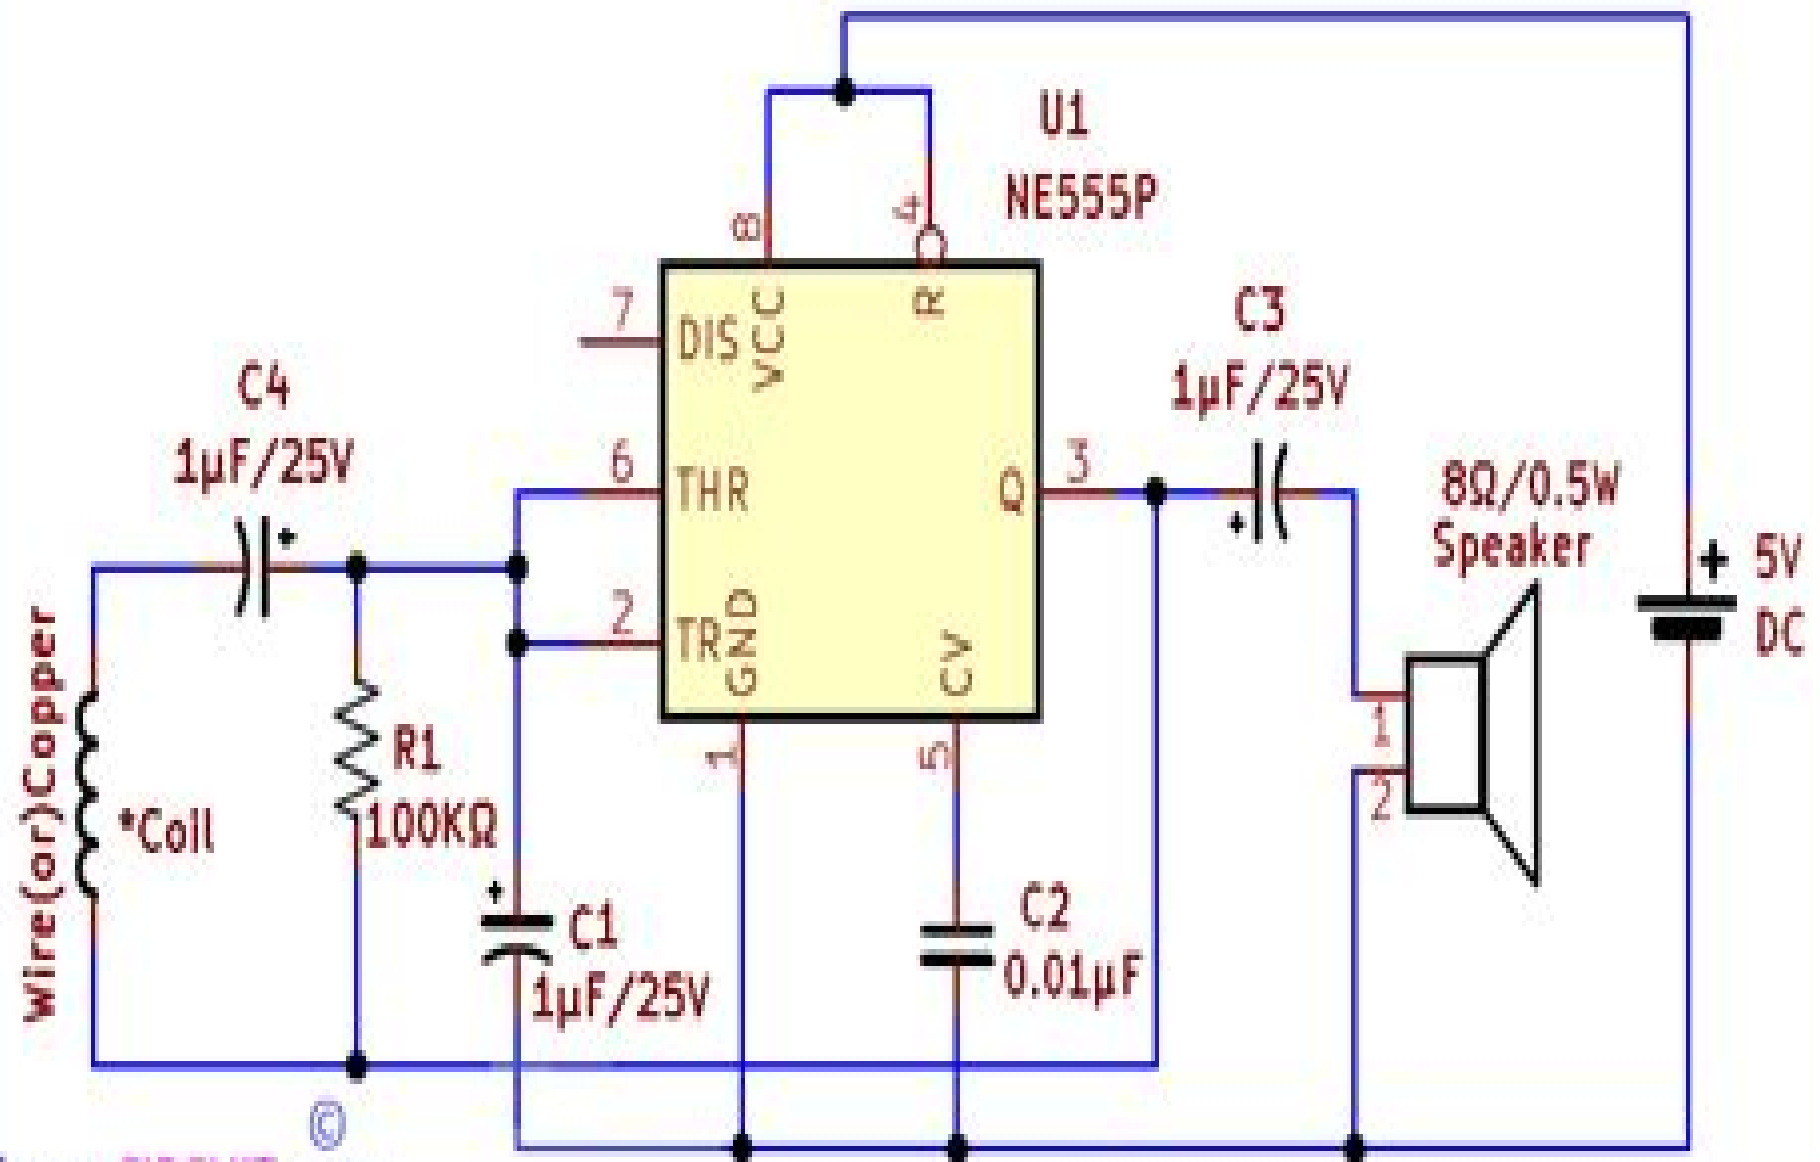 U1
NE555P
8
4
VCC
R
7
DIS
C3
1µF/25V
C4
1µF/25V
6
THR
Q
3
8Ω/0.5W
Speaker
+
5V
DC
2
TR
GND
CV
1
2
Wire(or)Copper
*Coil
R1
100KΩ
1
5
+
C1
1µF/25V
C2
0.01µF
+
+
©